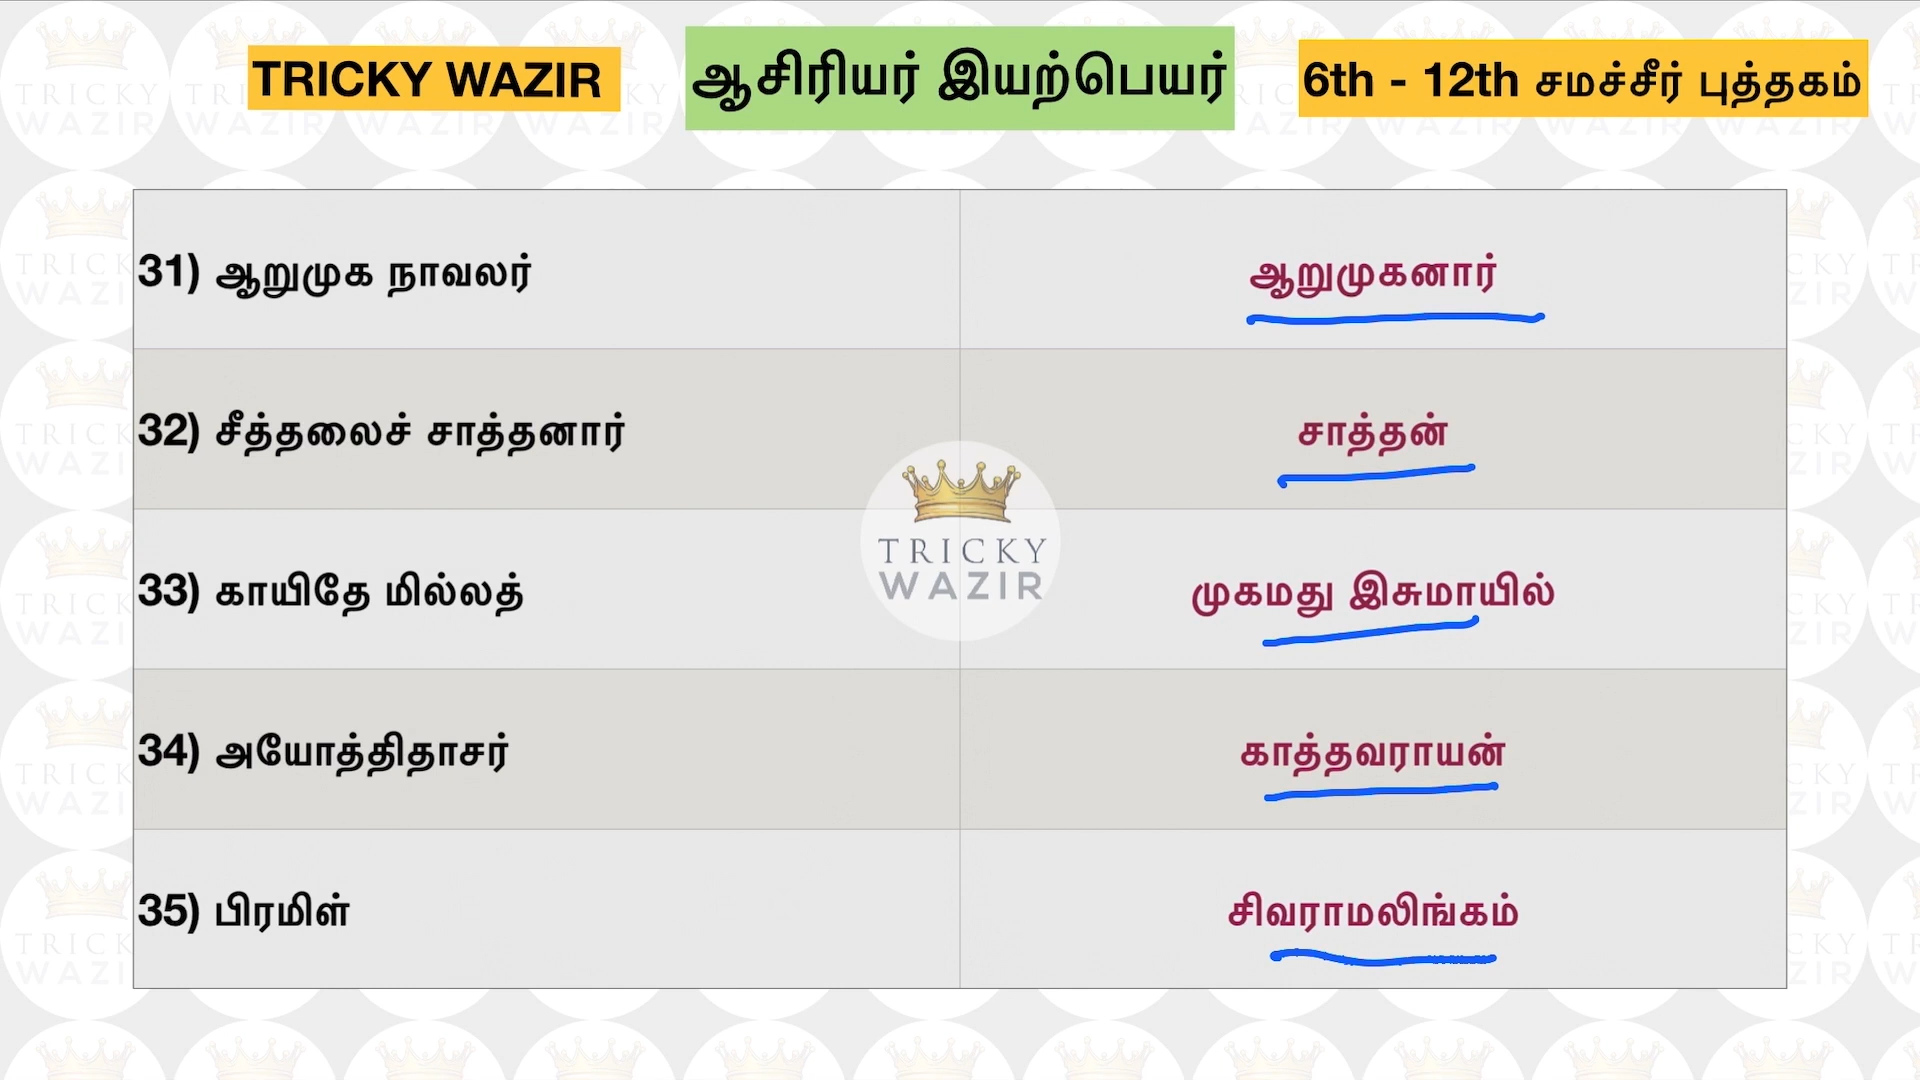 TRICKY WAZIR
ஆசிரியர் இயற்பெயர்
6th - 12th சமச்சீர் புத்தகம்
31) ஆறுமுக நாவலர்
ஆறுமுகனார்
32) சீத்தலைச் சாத்தனார்
சாத்தன்
33) காயிதே மில்லத்
முகமது இசுமாயில்
34) அயோத்திதாசர்
காத்தவராயன்
35) பிரமிள்
சிவராமலிங்கம்
TRICKY
WAZIR